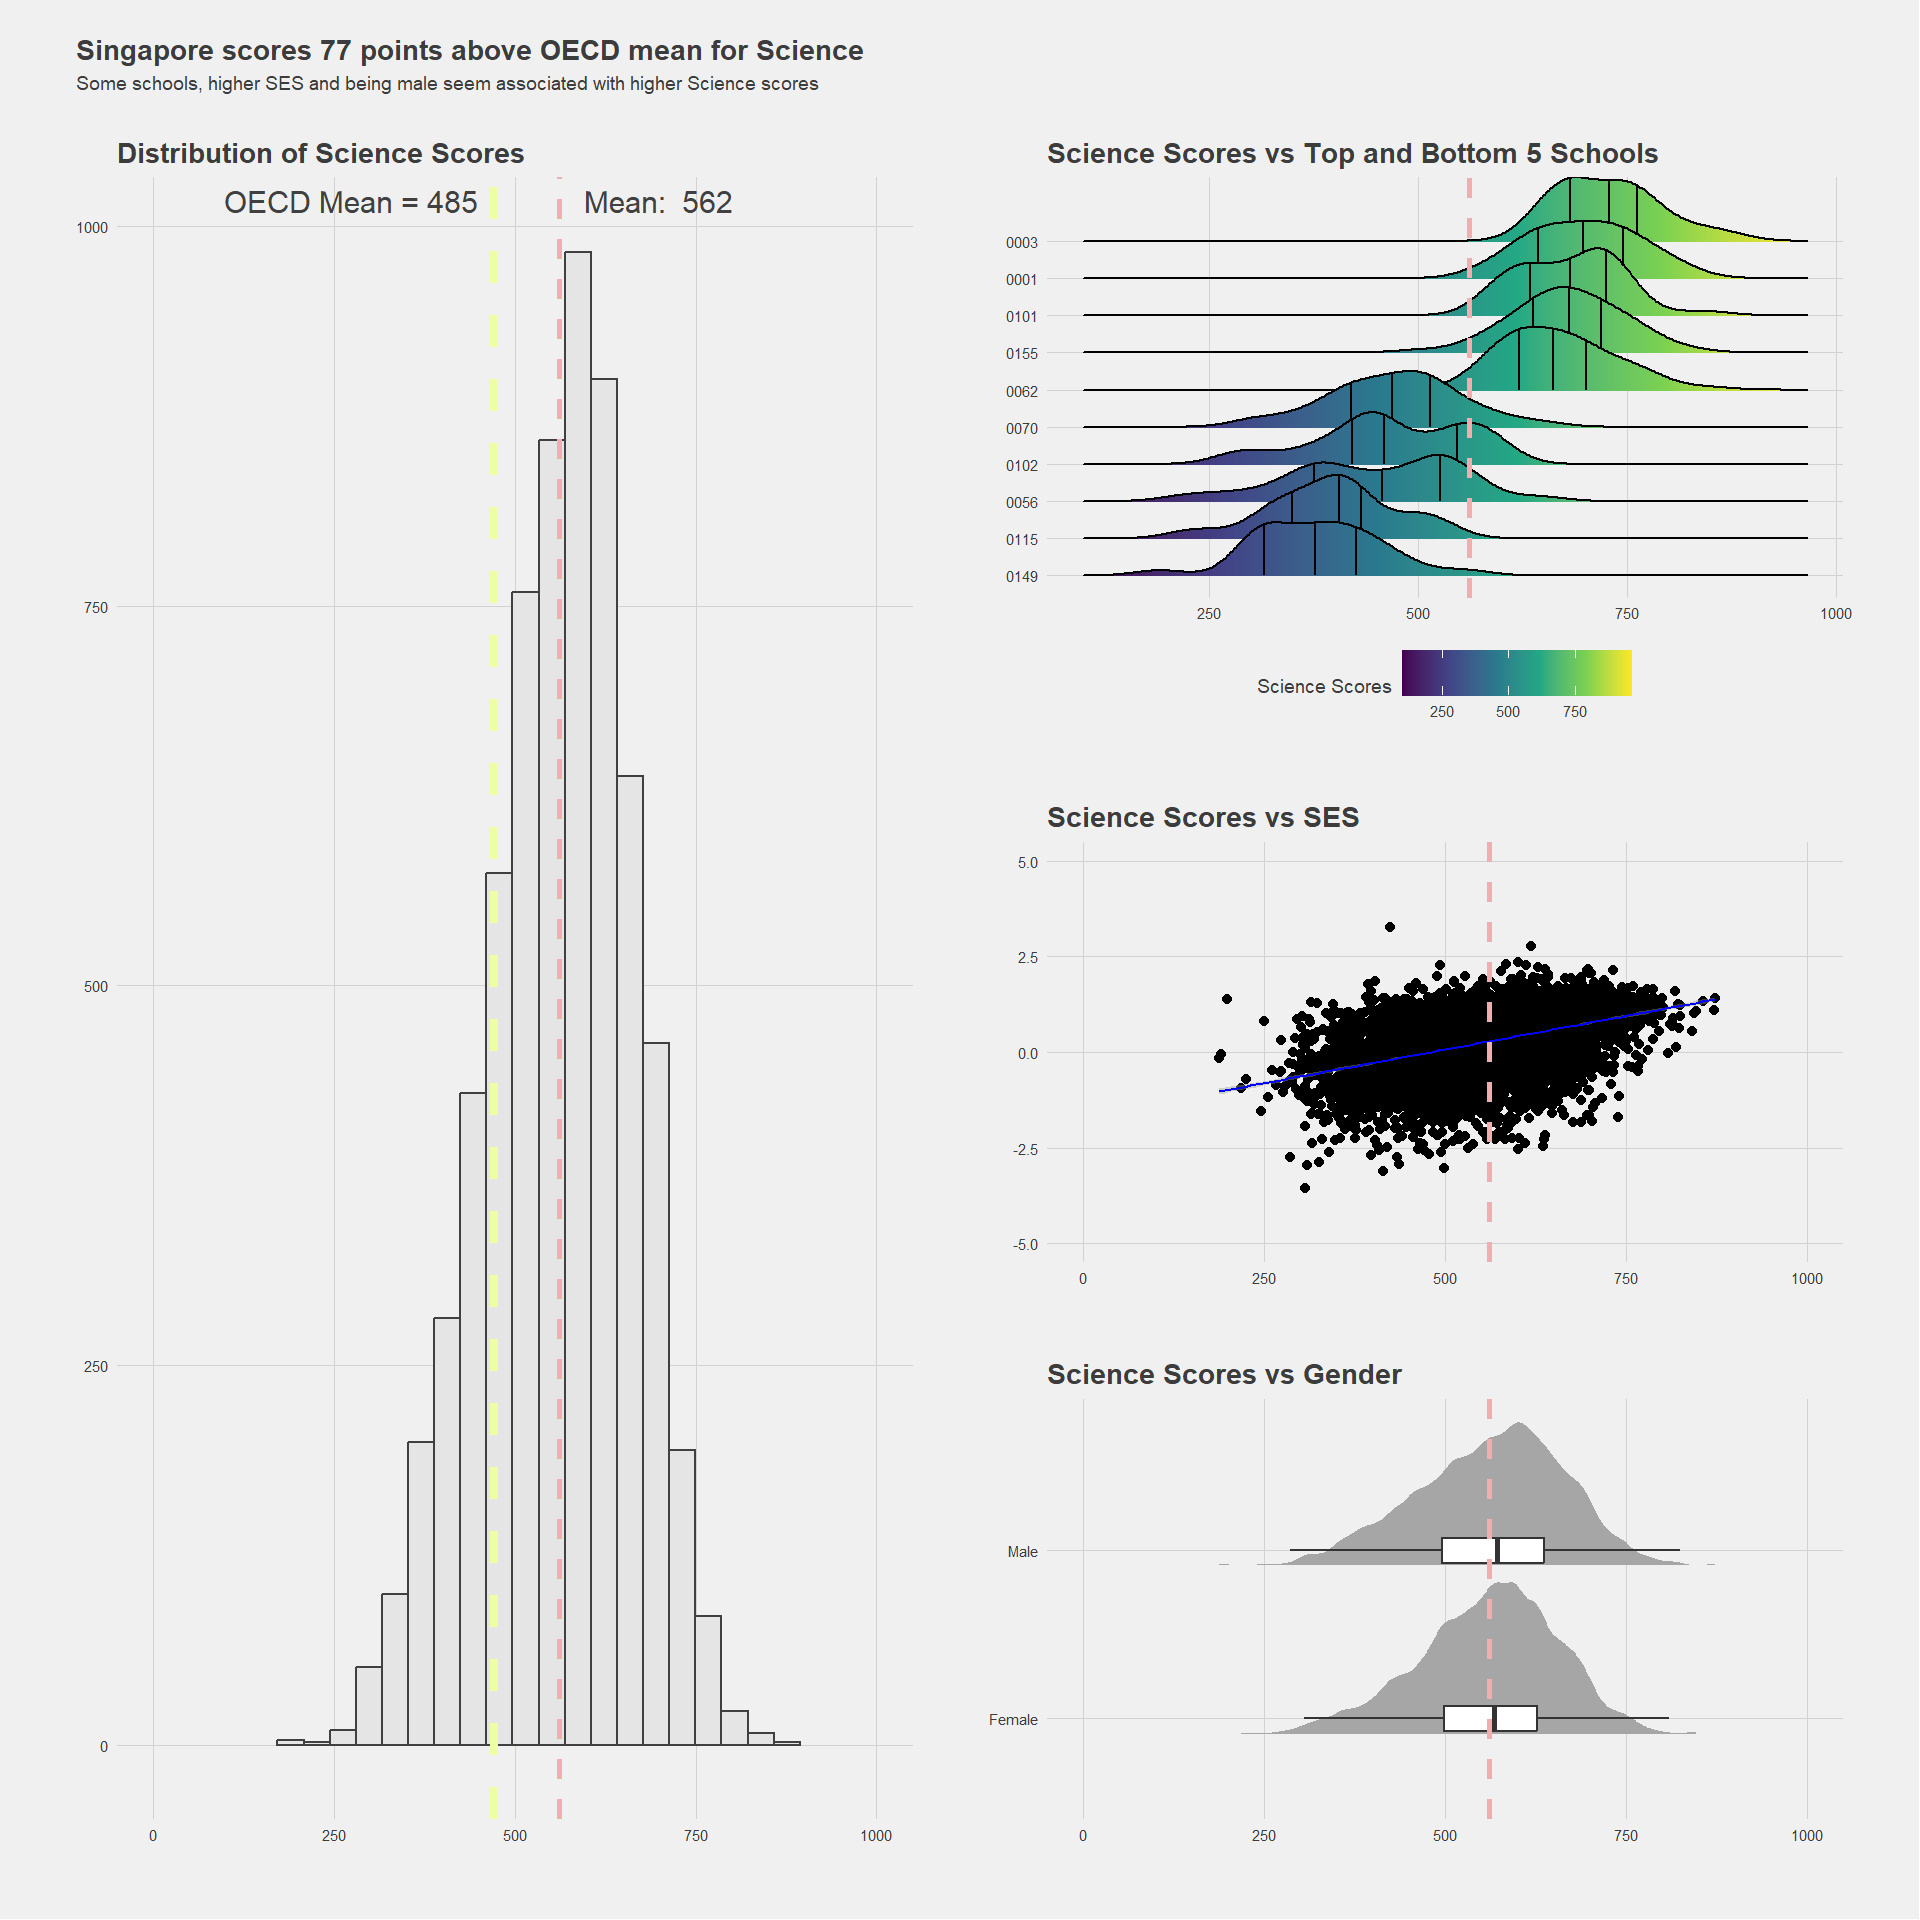 Singapore scores 77 points above OECD mean for Science
Some schools, higher SES and being male seem associated with higher Science scores
Distribution of Science Scores
OECD Mean = 485
Mean:  562
1000
750
500
250
0
0 250 500 750 1000
Science Scores vs Top and Bottom 5 Schools
0003
0001
0101
0155
0062
0070
0102
0056
0115
0149
250 500 750 1000
Science Scores
250 500 750
Science Scores vs SES
5.0
2.5
0.0
-2.5
-5.0
0 250 500 750 1000
Science Scores vs Gender
Male
Female
0 250 500 750 1000